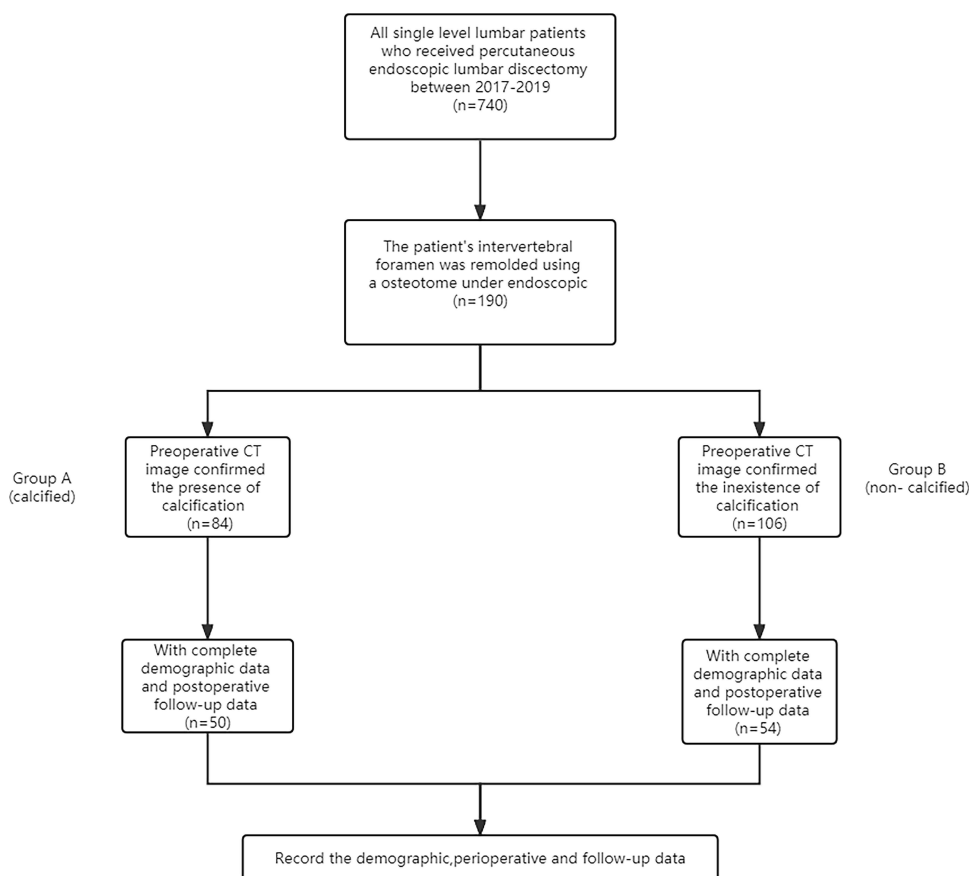 All single level lumbar patients
who received percutaneous
endoscopic lumbar discectomy
between 2017-2019
(n=740)
The patient's intervertebral
foramen was remolded using
a osteotome under endoscopic
(n=190)
Group A
(calcified)
Preoperative CT
image confirmed
the presence of
calcification
(n=84)
Preoperative CT
image confirmed
the inexistence of
calcification
(n=106)
Group B
(non- calcified)
With complete
demographic data
and postoperative
follow-up data
(n=50)
With complete
demographic data
and postoperative
follow-up data
(n=54)
Record the demographic,perioperative and follow-up data